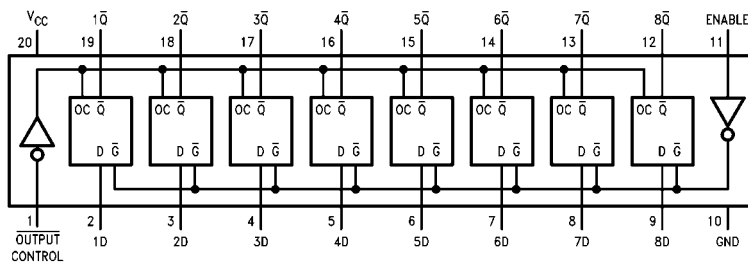 V_CC 1Q̅ 2Q̅ 3Q̅ 4Q̅ 5Q̅ 6Q̅ 7Q̅ 8Q̅ ENABLE
20 19 18 17 16 15 14 13 12 11
OC Q̅ OC Q̅ OC Q̅ OC Q̅ OC Q̅ OC Q̅ OC Q̅ OC Q̅
D G̅ D G̅ D G̅ D G̅ D G̅ D G̅ D G̅ D G̅
1 2 3 4 5 6 7 8 9 10
OUTPUT 1D 2D 3D 4D 5D 6D 7D 8D GND
CONTROL